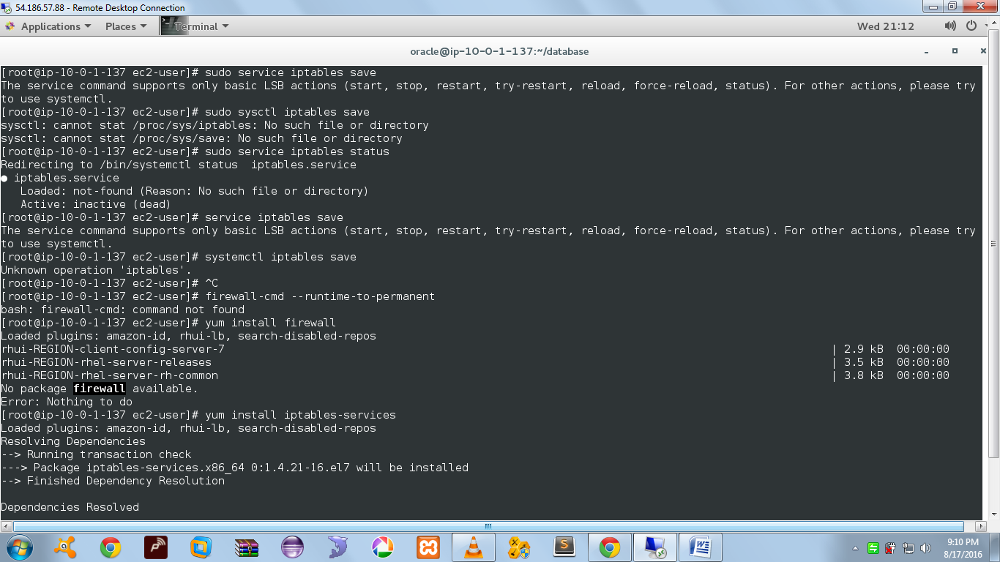 54.186.57.88 - Remote Desktop Connection
Applications Places Terminal Wed 21:12
oracle@ip-10-0-1-137:~/database
[root@ip-10-0-1-137 ec2-user]# sudo service iptables save
The service command supports only basic LSB actions (start, stop, restart, try-restart, reload, force-reload, status). For other actions, please try
to use systemctl.
[root@ip-10-0-1-137 ec2-user]# sudo sysctl iptables save
sysctl: cannot stat /proc/sys/iptables: No such file or directory
sysctl: cannot stat /proc/sys/save: No such file or directory
[root@ip-10-0-1-137 ec2-user]# sudo service iptables status
Redirecting to /bin/systemctl status  iptables.service
● iptables.service
   Loaded: not-found (Reason: No such file or directory)
   Active: inactive (dead)
[root@ip-10-0-1-137 ec2-user]# service iptables save
The service command supports only basic LSB actions (start, stop, restart, try-restart, reload, force-reload, status). For other actions, please try
to use systemctl.
[root@ip-10-0-1-137 ec2-user]# systemctl iptables save
Unknown operation 'iptables'.
[root@ip-10-0-1-137 ec2-user]# ^C
[root@ip-10-0-1-137 ec2-user]# firewall-cmd --runtime-to-permanent
bash: firewall-cmd: command not found
[root@ip-10-0-1-137 ec2-user]# yum install firewall
Loaded plugins: amazon-id, rhui-lb, search-disabled-repos
rhui-REGION-client-config-server-7 | 2.9 kB  00:00:00
rhui-REGION-rhel-server-releases | 3.5 kB  00:00:00
rhui-REGION-rhel-server-rh-common | 3.8 kB  00:00:00
No package firewall available.
Error: Nothing to do
[root@ip-10-0-1-137 ec2-user]# yum install iptables-services
Loaded plugins: amazon-id, rhui-lb, search-disabled-repos
Resolving Dependencies
--> Running transaction check
---> Package iptables-services.x86_64 0:1.4.21-16.el7 will be installed
--> Finished Dependency Resolution
Dependencies Resolved
9:10 PM
8/17/2016